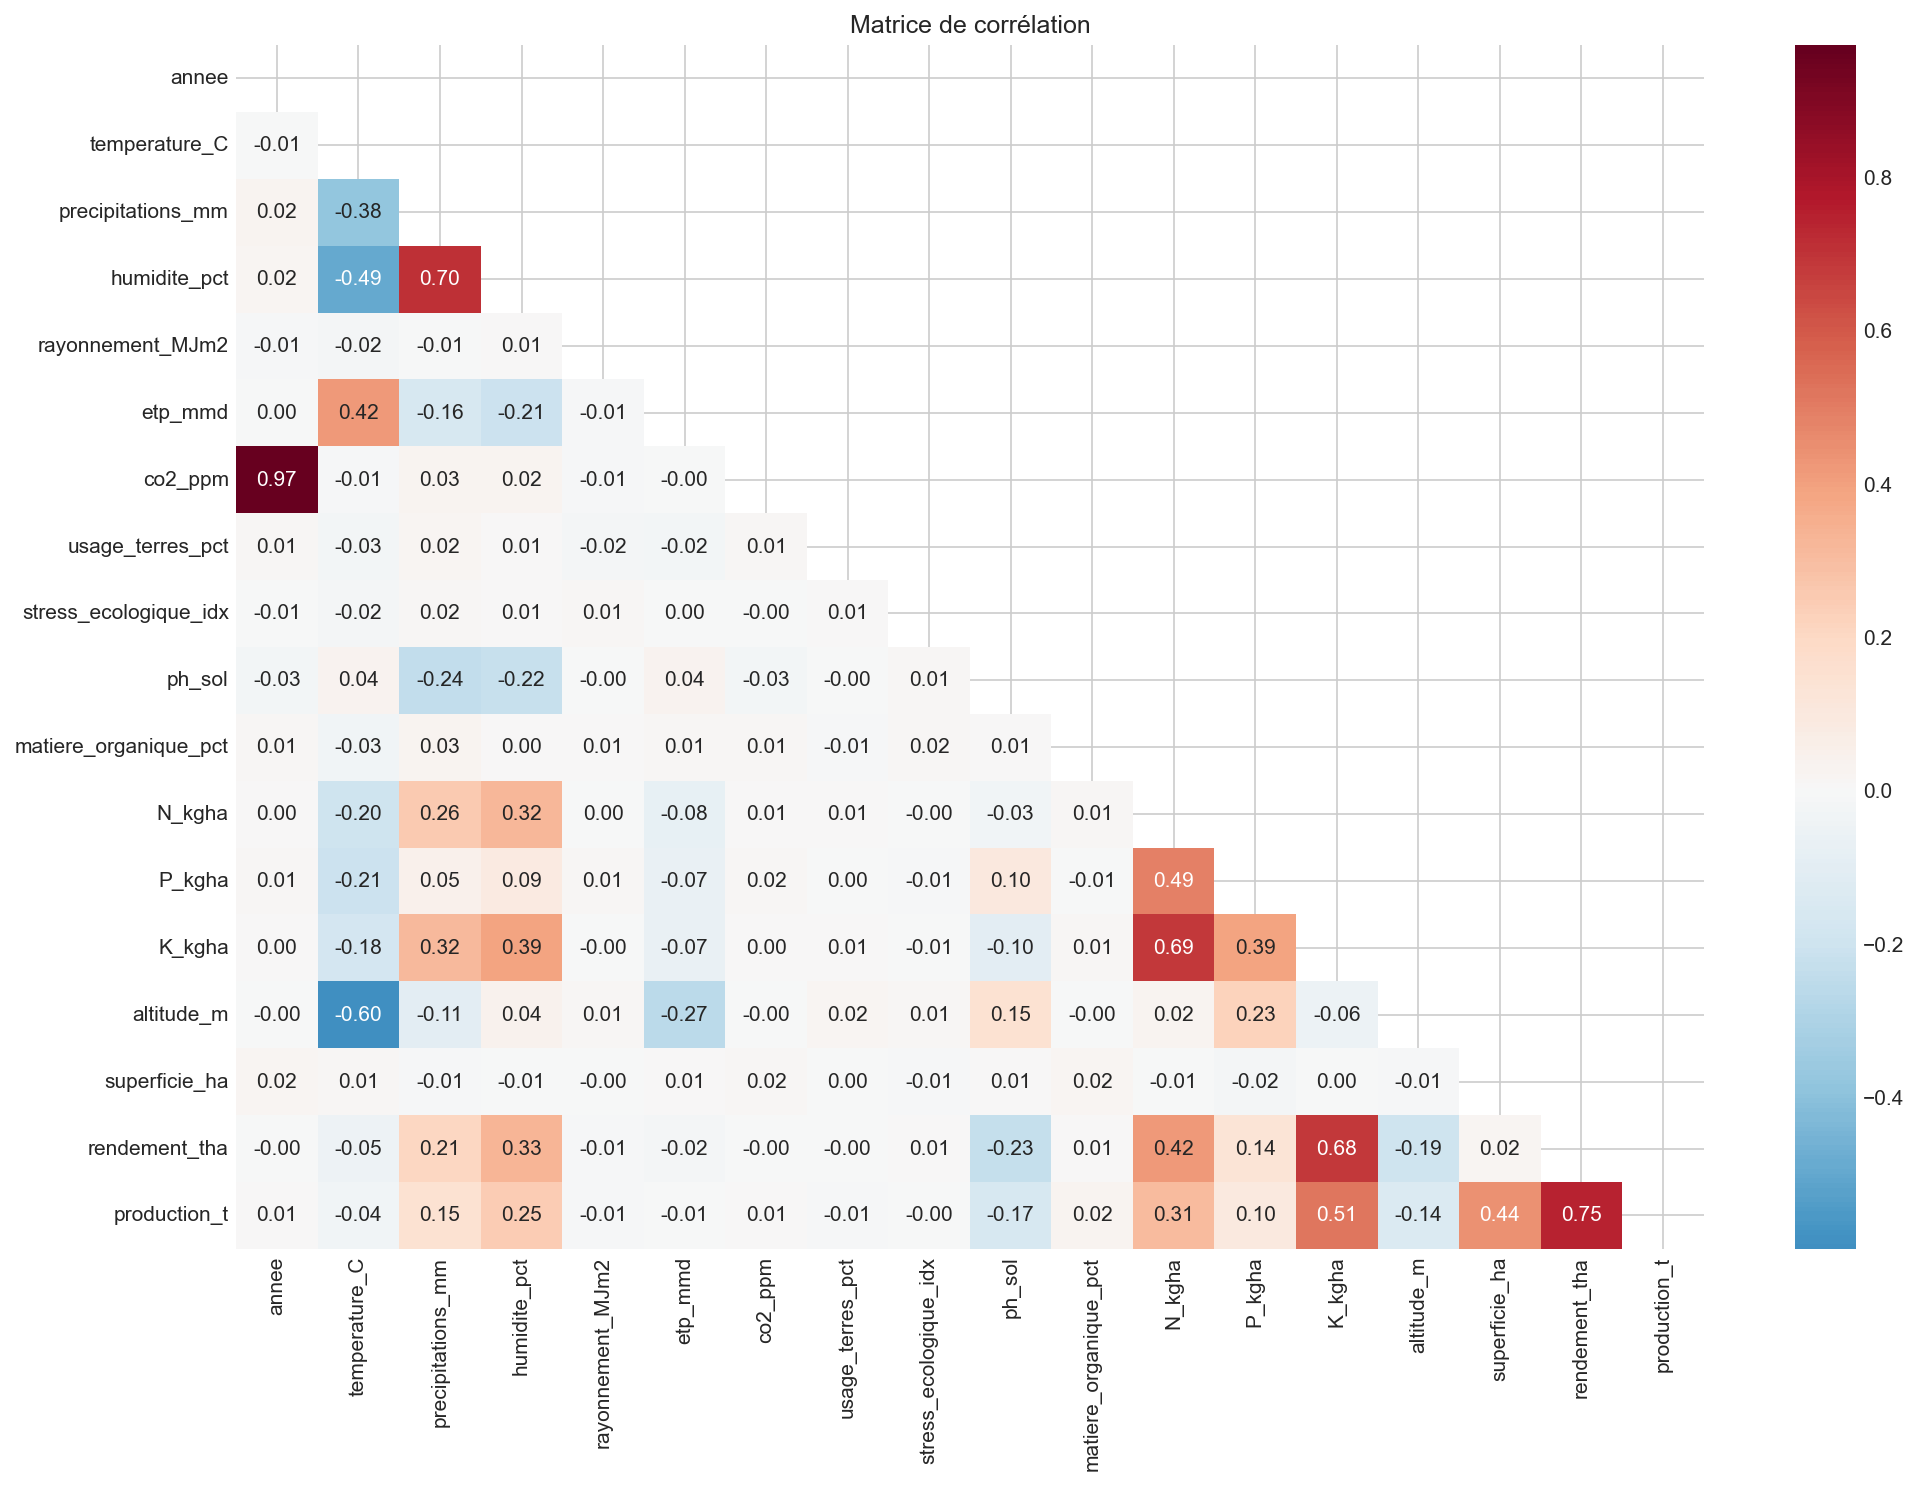 Matrice de corrélation
annee
temperature_C -0.01
precipitations_mm 0.02 -0.38
humidite_pct 0.02 -0.49 0.70
rayonnement_MJm2 -0.01 -0.02 -0.01 0.01
etp_mmd 0.00 0.42 -0.16 -0.21 -0.01
co2_ppm 0.97 -0.01 0.03 0.02 -0.01 -0.00
usage_terres_pct 0.01 -0.03 0.02 0.01 -0.02 -0.02 0.01
stress_ecologique_idx -0.01 -0.02 0.02 0.01 0.01 0.00 -0.00 0.01
ph_sol -0.03 0.04 -0.24 -0.22 -0.00 0.04 -0.03 -0.00 0.01
matiere_organique_pct 0.01 -0.03 0.03 0.00 0.01 0.01 0.01 -0.01 0.02 0.01
N_kgha 0.00 -0.20 0.26 0.32 0.00 -0.08 0.01 0.01 -0.00 -0.03 0.01
P_kgha 0.01 -0.21 0.05 0.09 0.01 -0.07 0.02 0.00 -0.01 0.10 -0.01 0.49
K_kgha 0.00 -0.18 0.32 0.39 -0.00 -0.07 0.00 0.01 -0.01 -0.10 0.01 0.69 0.39
altitude_m -0.00 -0.60 -0.11 0.04 0.01 -0.27 -0.00 0.02 0.01 0.15 -0.00 0.02 0.23 -0.06
superficie_ha 0.02 0.01 -0.01 -0.01 -0.00 0.01 0.02 0.00 -0.01 0.01 0.02 -0.01 -0.02 0.00 -0.01
rendement_tha -0.00 -0.05 0.21 0.33 -0.01 -0.02 -0.00 -0.00 0.01 -0.23 0.01 0.42 0.14 0.68 -0.19 0.02
production_t 0.01 -0.04 0.15 0.25 -0.01 -0.01 0.01 -0.01 -0.00 -0.17 0.02 0.31 0.10 0.51 -0.14 0.44 0.75
annee
temperature_C
precipitations_mm
humidite_pct
rayonnement_MJm2
etp_mmd
co2_ppm
usage_terres_pct
stress_ecologique_idx
ph_sol
matiere_organique_pct
N_kgha
P_kgha
K_kgha
altitude_m
superficie_ha
rendement_tha
production_t
0.8
0.6
0.4
0.2
0.0
−0.2
−0.4